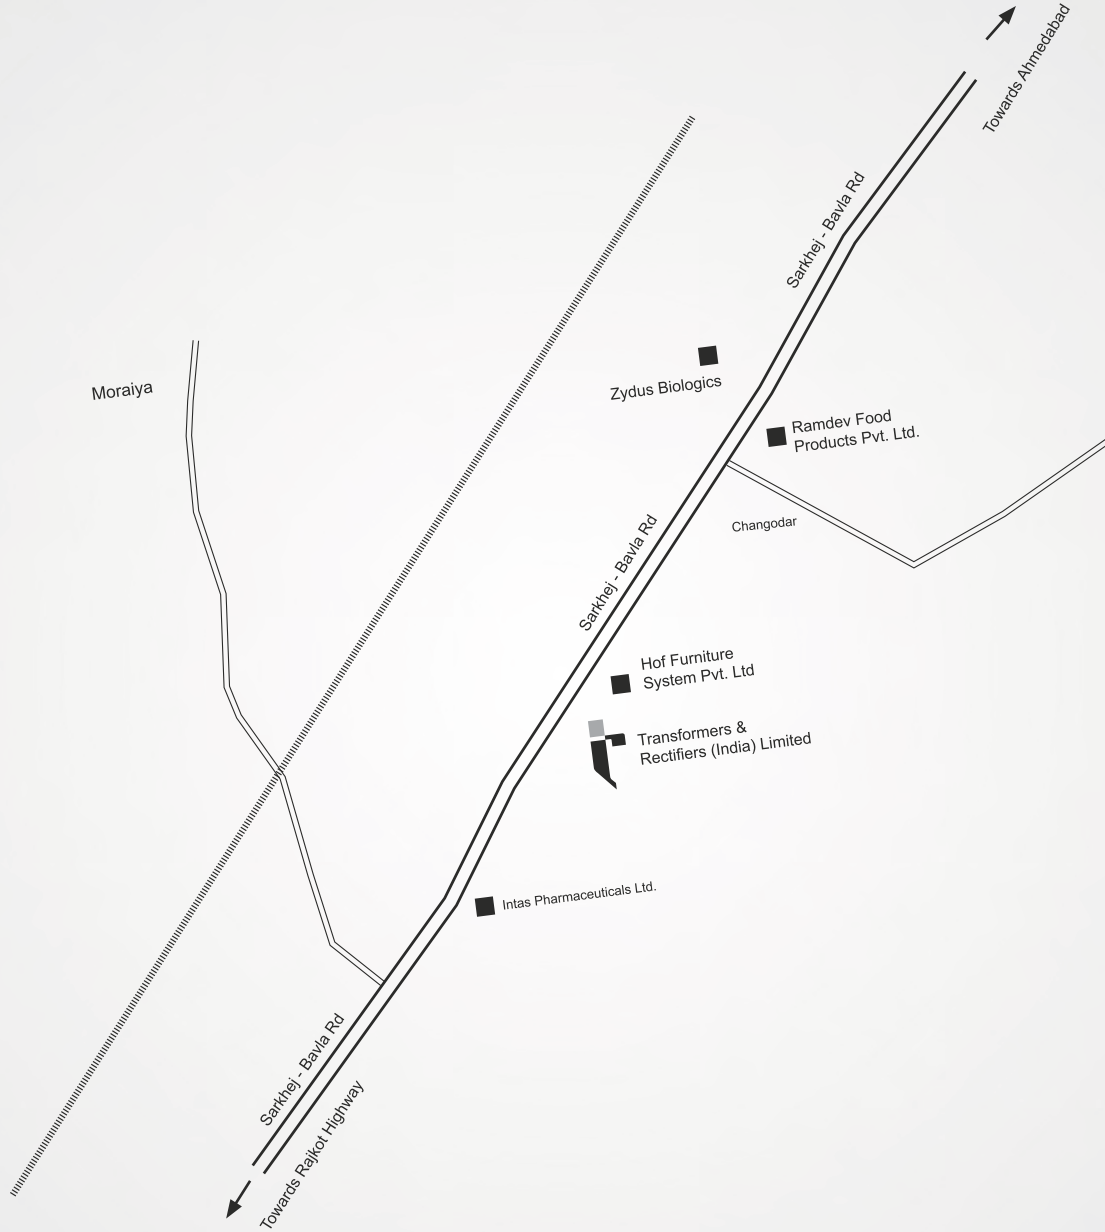 Towards Ahmedabad
Sarkhej - Bavla Rd
Zydus Biologics
Moraiya
Ramdev Food
Products Pvt. Ltd.
Changodar
Sarkhej - Bavla Rd
Hof Furniture
System Pvt. Ltd
Transformers &
Rectifiers (India) Limited
Intas Pharmaceuticals Ltd.
Sarkhej - Bavla Rd
Towards Rajkot Highway